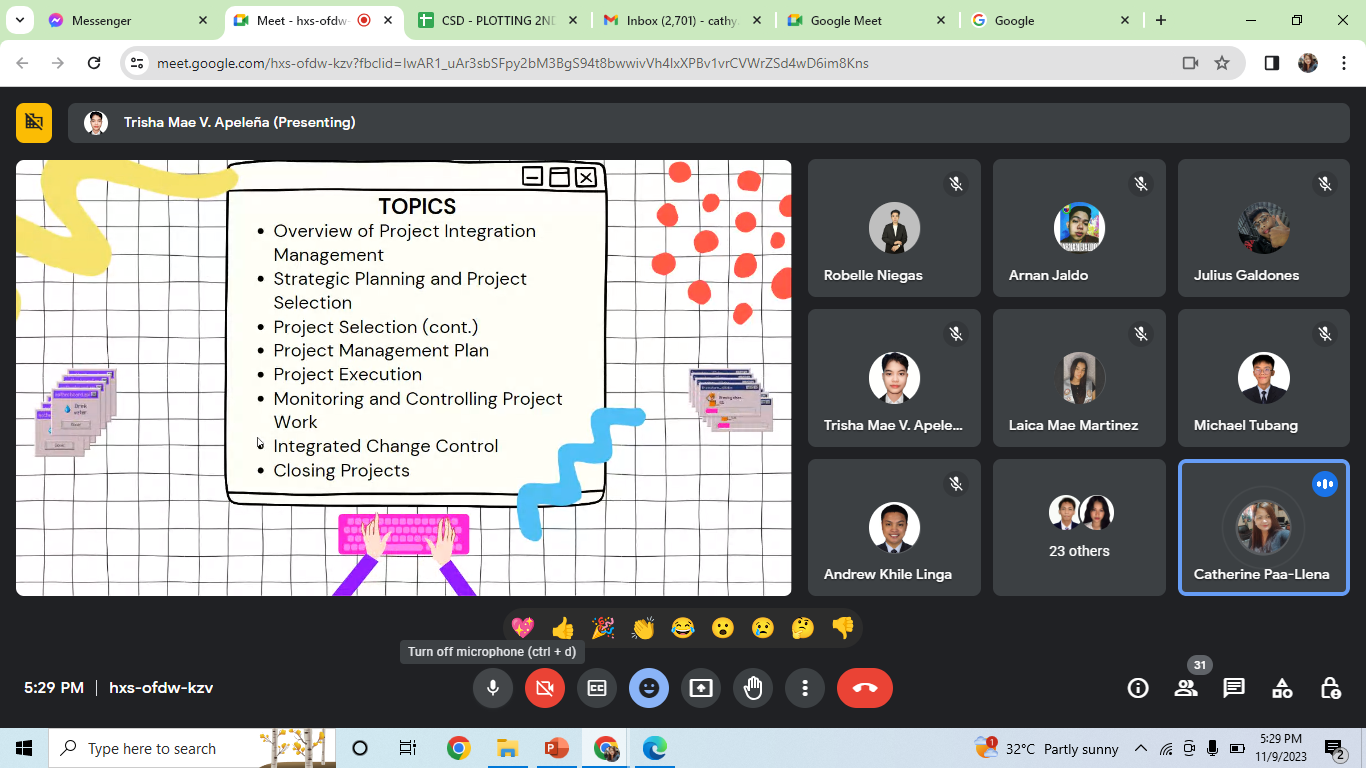 Messenger
Meet - hxs-ofdw-
CSD - PLOTTING 2ND
Inbox (2,701) - cathy.
Google Meet
Google
meet.google.com/hxs-ofdw-kzv?fbclid=IwAR1_uAr3sbSFpy2bM3BgS94t8bwwivVh4IxXPBv1vrCVWrZSd4wD6im8Kns
Trisha Mae V. Apeleña (Presenting)
TOPICS
• Overview of Project Integration
Management
• Strategic Planning and Project
Selection
• Project Selection (cont.)
• Project Management Plan
• Project Execution
• Monitoring and Controlling Project
Work
• Integrated Change Control
• Closing Projects
Drink
water
Robelle Niegas
Arnan Jaldo
Julius Galdones
Trisha Mae V. Apele...
Laica Mae Martinez
Michael Tubang
Andrew Khile Linga
23 others
Catherine Paa-Llena
Turn off microphone (ctrl + d)
5:29 PM | hxs-ofdw-kzv
CC
31
Type here to search
1
32°C Partly sunny
5:29 PM
11/9/2023
2